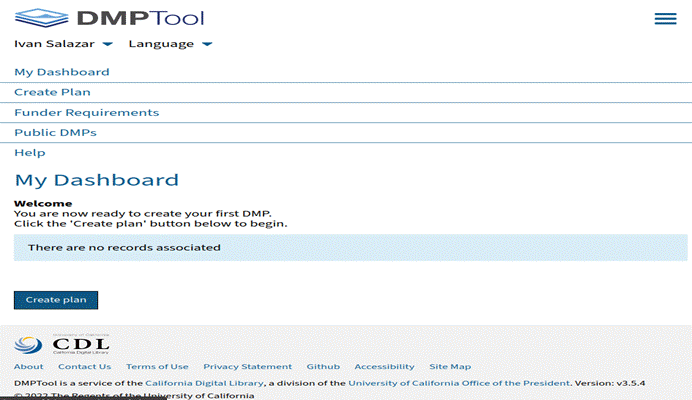 DMPTool
Ivan Salazar Language
My Dashboard
Create Plan
Funder Requirements
Public DMPs
Help
My Dashboard
Welcome
You are now ready to create your first DMP.
Click the 'Create plan' button below to begin.
There are no records associated
Create plan
University of California
CDL
California Digital Library
About Contact Us Terms of Use Privacy Statement Github Accessibility Site Map
DMPTool is a service of the California Digital Library, a division of the University of California Office of the President. Version: v3.5.4
© 2022 The Regents of the University of California